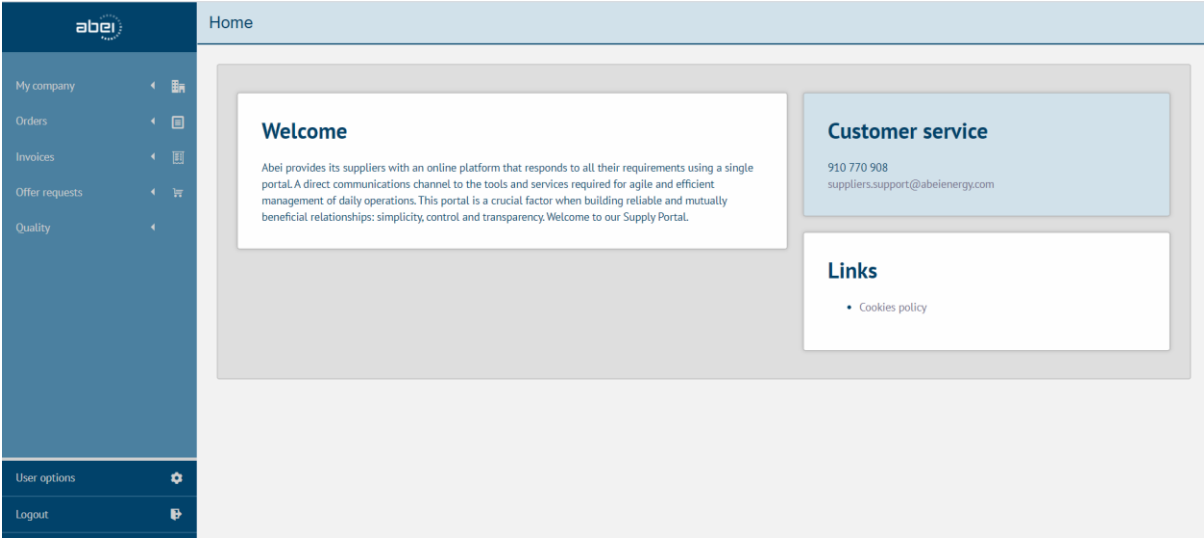 abei
Home
My company
Orders
Invoices
Offer requests
Quality
Welcome
Abei provides its suppliers with an online platform that responds to all their requirements using a single
portal. A direct communications channel to the tools and services required for agile and efficient
management of daily operations. This portal is a crucial factor when building reliable and mutually
beneficial relationships: simplicity, control and transparency. Welcome to our Supply Portal.
Customer service
910 770 908
suppliers.support@abeienergy.com
Links
• Cookies policy
User options
Logout